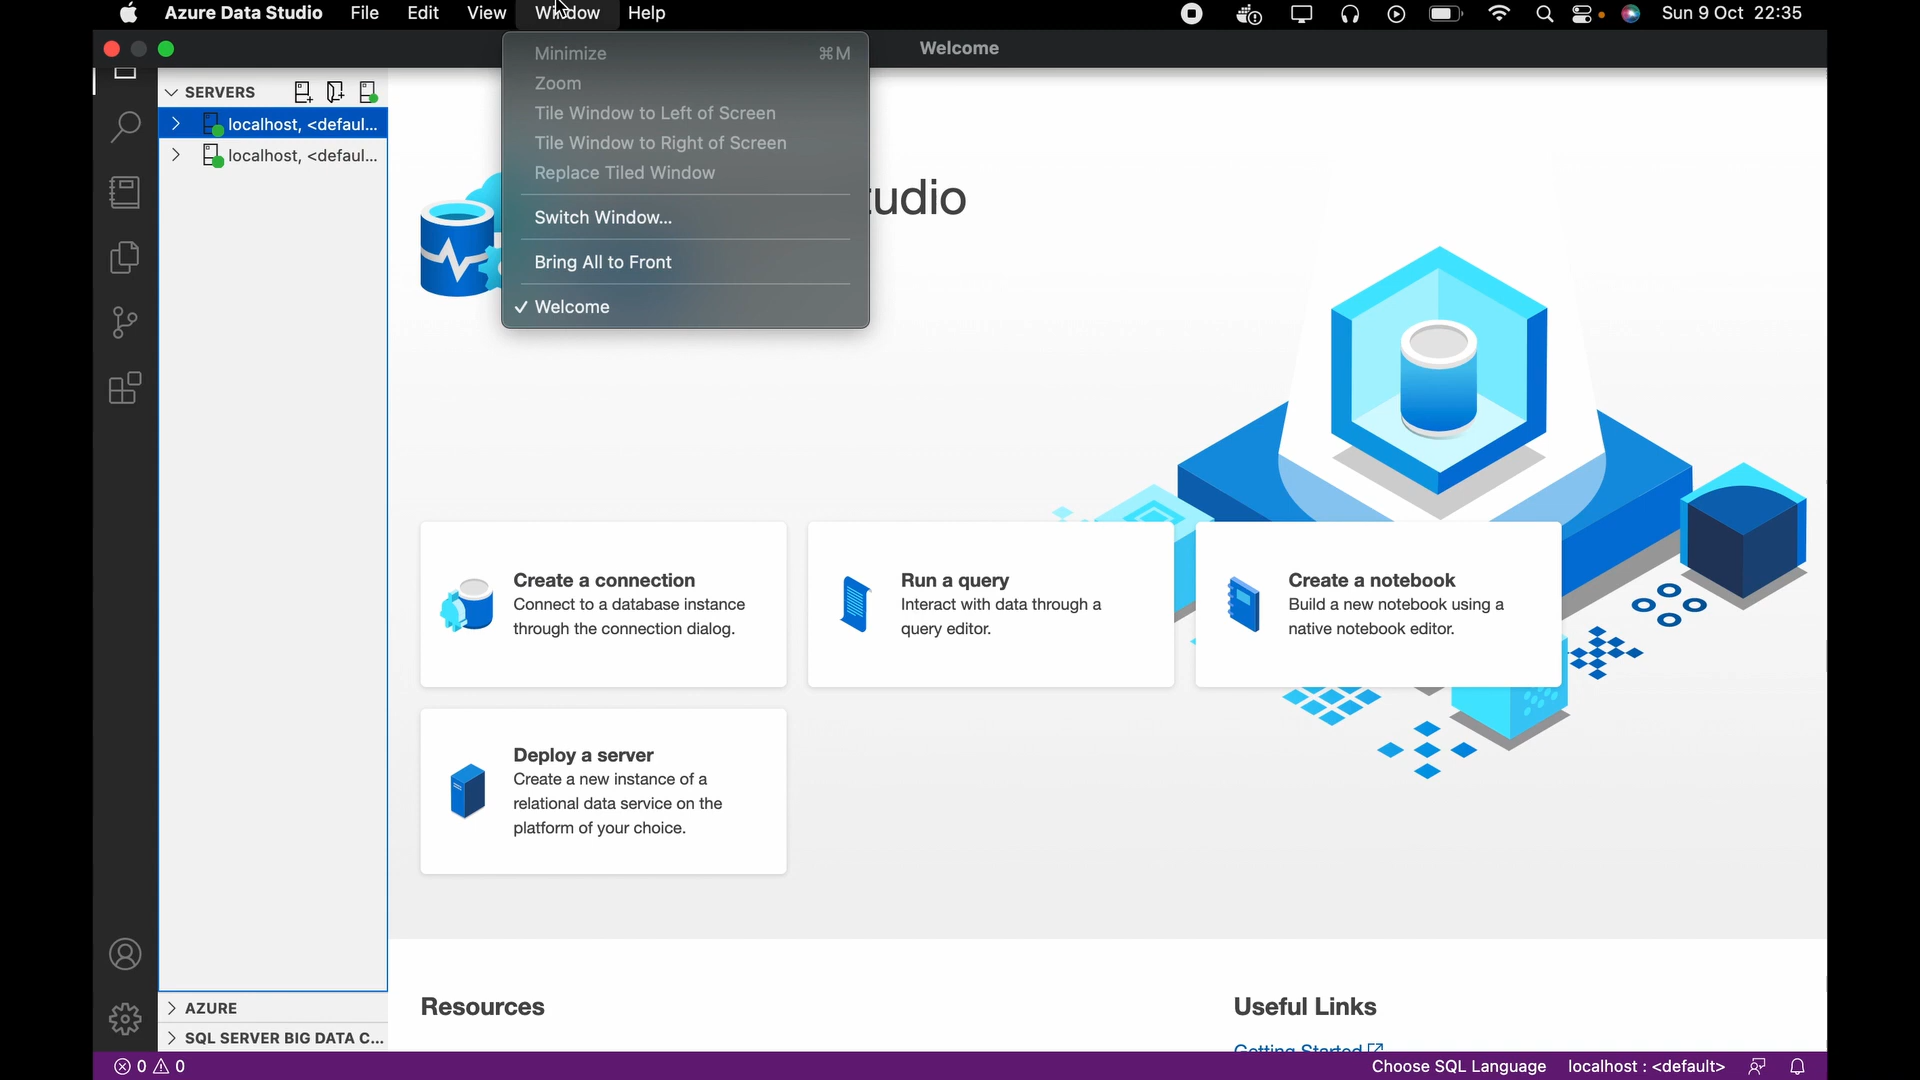 Azure Data Studio File Edit View Window Help Sun 9 Oct 22:35
Welcome
Minimize ⌘M
Zoom
Tile Window to Left of Screen
Tile Window to Right of Screen
Replace Tiled Window
Switch Window...
Bring All to Front
✓ Welcome
SERVERS
localhost, <defaul...
localhost, <defaul...
tudio
Create a connection
Connect to a database instance
through the connection dialog.
Run a query
Interact with data through a
query editor.
Create a notebook
Build a new notebook using a
native notebook editor.
Deploy a server
Create a new instance of a
relational data service on the
platform of your choice.
Resources
Useful Links
Getting Started
AZURE
SQL SERVER BIG DATA C...
0 0
Choose SQL Language localhost : <default>